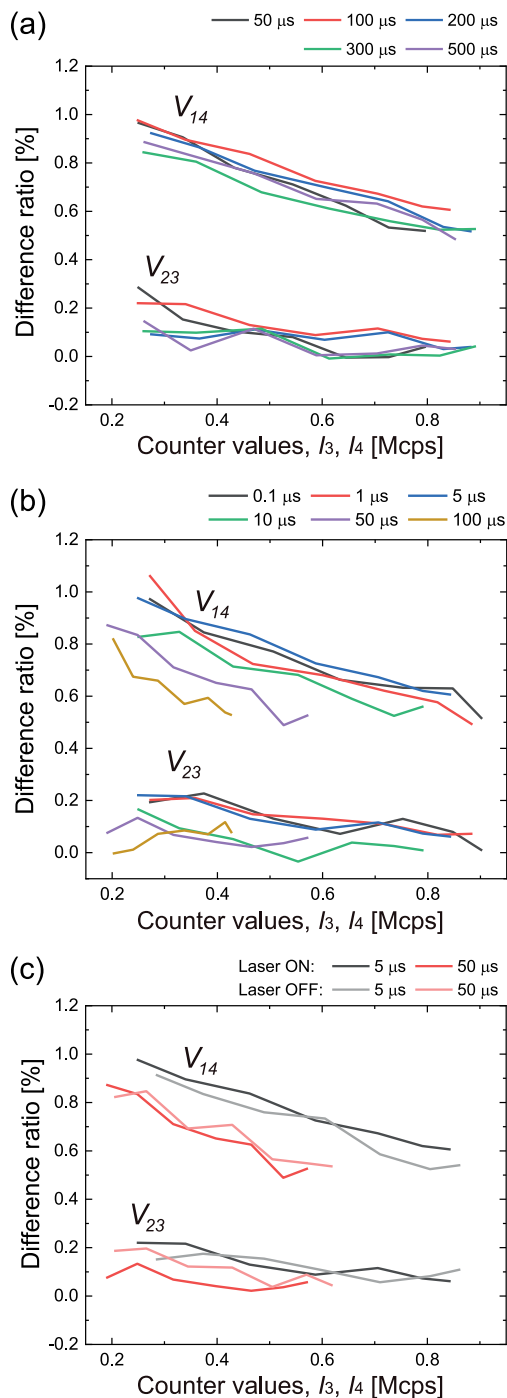 (a)
50 μs 100 μs 200 μs
300 μs 500 μs
1.2
1.0
0.8
0.6
0.4
0.2
0.0
-0.2
Difference ratio [%]
V14
V23
0.2 0.4 0.6 0.8
Counter values, I3, I4 [Mcps]
(b)
0.1 μs 1 μs 5 μs
10 μs 50 μs 100 μs
1.2
1.0
0.8
0.6
0.4
0.2
0.0
Difference ratio [%]
V14
V23
0.2 0.4 0.6 0.8
Counter values, I3, I4 [Mcps]
(c)
Laser ON: 5 μs 50 μs
Laser OFF: 5 μs 50 μs
1.2
1.0
0.8
0.6
0.4
0.2
0.0
-0.2
Difference ratio [%]
V14
V23
0.2 0.4 0.6 0.8
Counter values, I3, I4 [Mcps]